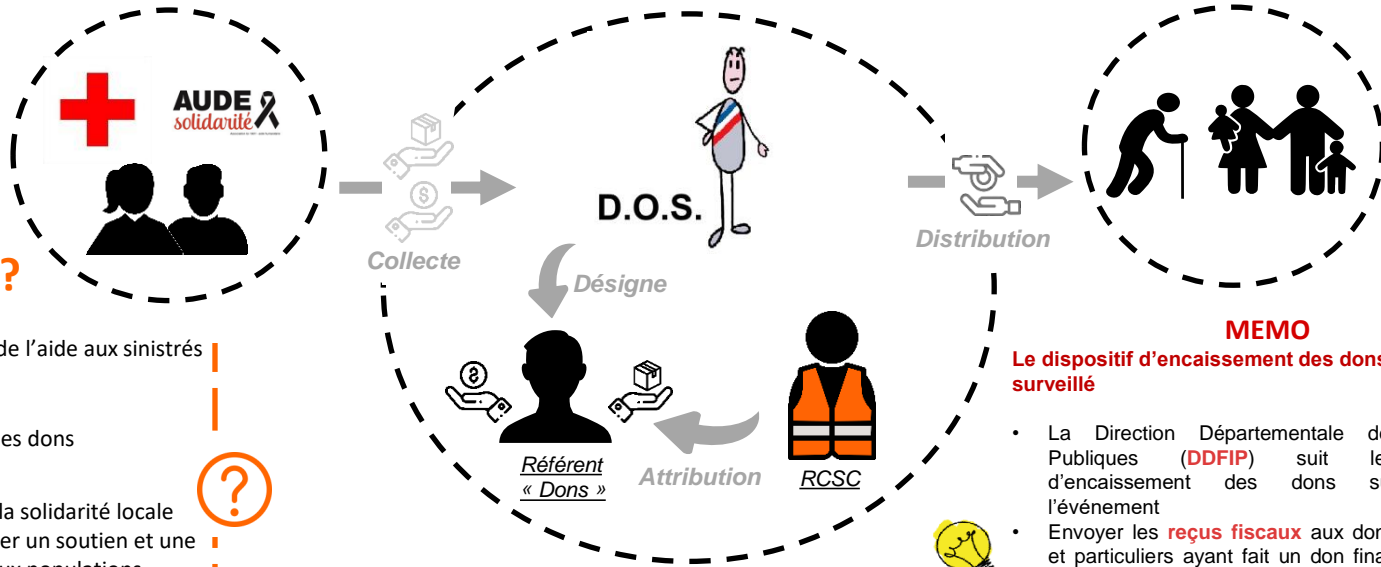 AUDE
solidarité
D.O.S.
Collecte
Distribution
Désigne
Référent
« Dons »
Attribution
RCSC
?
de l’aide aux sinistrés
es dons
la solidarité locale
er un soutien et une
MEMO
Le dispositif d’encaissement des dons
surveillé
• La Direction Départementale de
Publiques (DDFIP) suit le
d’encaissement des dons su
l’événement
• Envoyer les reçus fiscaux aux don
et particuliers ayant fait un don fina